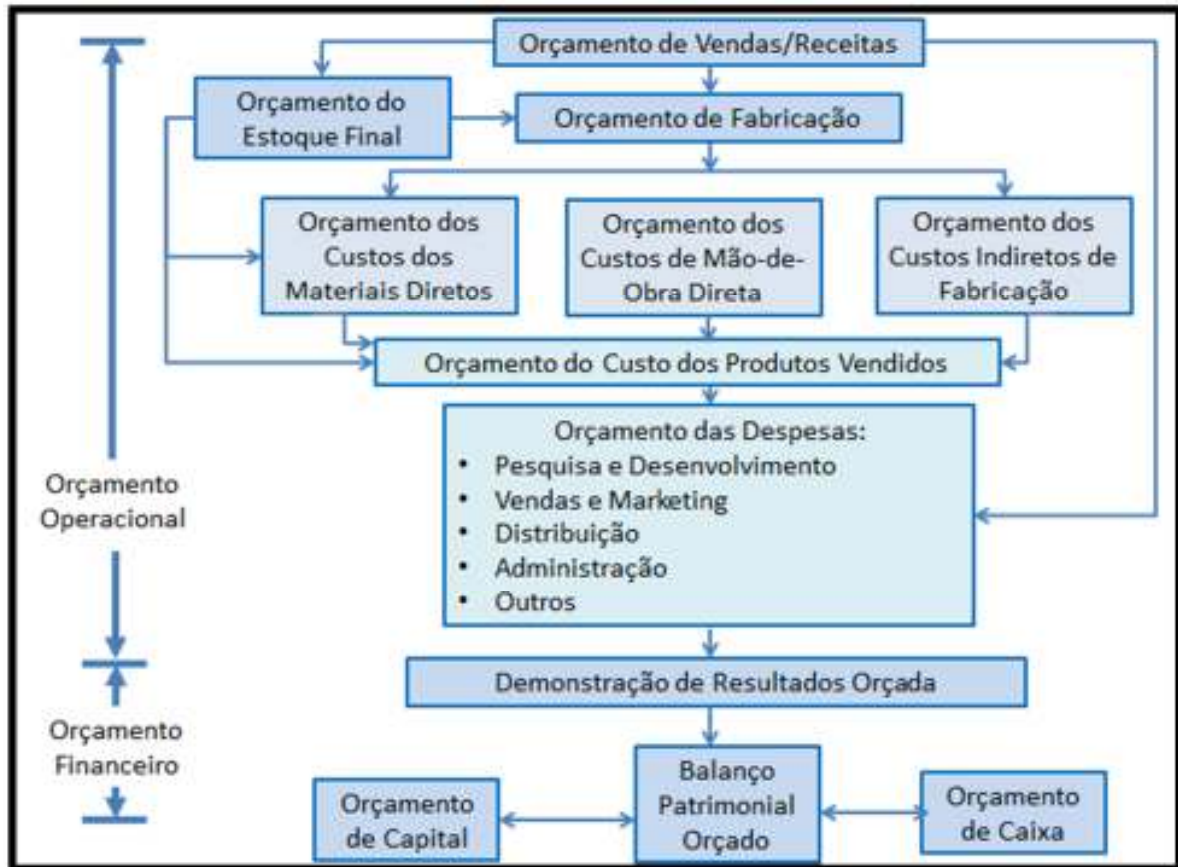 Orçamento de Vendas/Receitas
Orçamento do
Estoque Final
Orçamento de Fabricação
Orçamento dos
Custos dos
Materiais Diretos
Orçamento dos
Custos de Mão-de-
Obra Direta
Orçamento dos
Custos Indiretos de
Fabricação
Orçamento do Custo dos Produtos Vendidos
Orçamento das Despesas:
• Pesquisa e Desenvolvimento
• Vendas e Marketing
• Distribuição
• Administração
• Outros
Orçamento
Operacional
Demonstração de Resultados Orçada
Orçamento
Financeiro
Orçamento
de Capital
Balanço
Patrimonial
Orçado
Orçamento
de Caixa